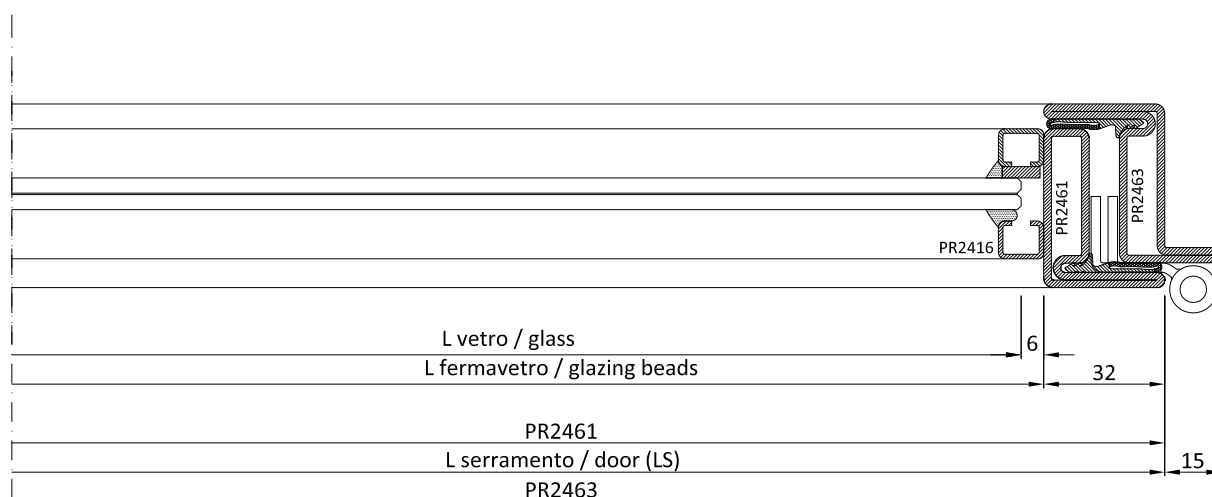 PR2461
PR2463
PR2416
L vetro / glass
6
L fermavetro / glazing beads
32
PR2461
L serramento / door (LS)
15
PR2463